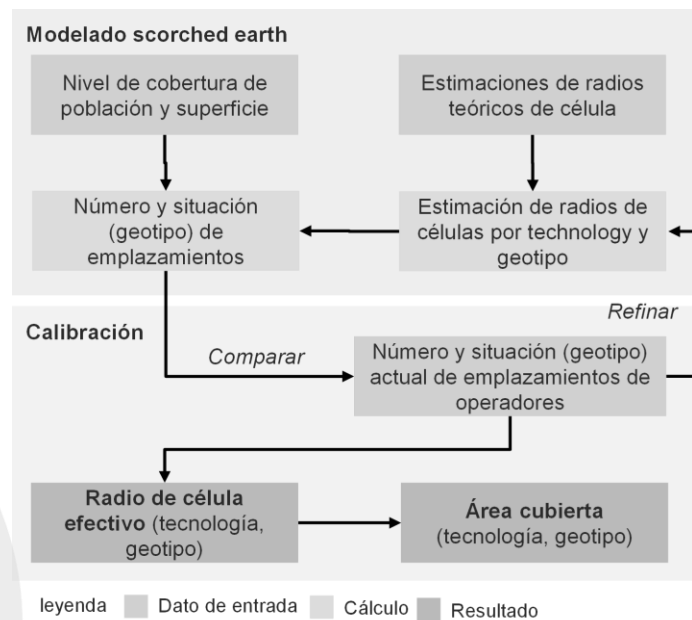 Modelado scorched earth
Nivel de cobertura de
población y superficie
Estimaciones de radios
teóricos de célula
Número y situación
(geotipo) de
emplazamientos
Estimación de radios de
células por technology y
geotipo
Refinar
Calibración
Comparar
Número y situación (geotipo)
actual de emplazamientos de
operadores
Radio de célula
efectivo (tecnología,
geotipo)
Área cubierta
(tecnología, geotipo)
leyenda Dato de entrada Cálculo Resultado